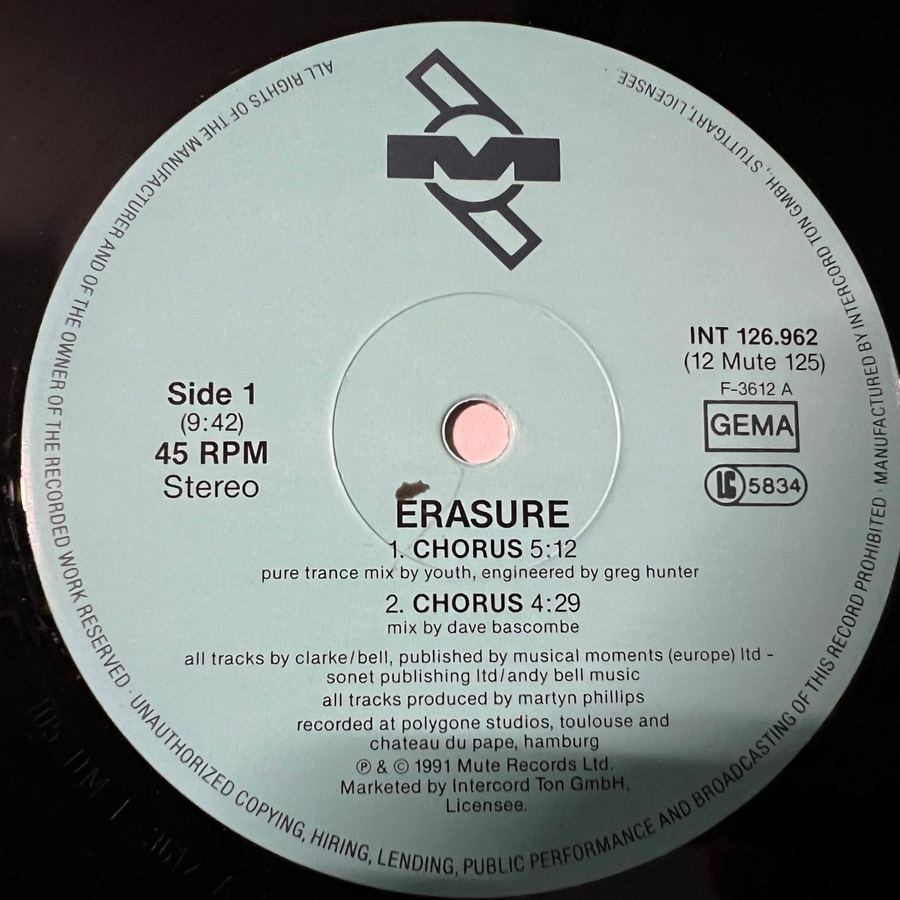 ALL RIGHTS OF THE MANUFACTURER AND OF THE OWNER OF THE RECORDED WORK RESERVED · UNAUTHORIZED COPYING, HIRING, LENDING, PUBLIC PERFORMANCE AND BROADCASTING OF THIS RECORD PROHIBITED · MANUFACTURED BY INTERCORD TON GMBH, STUTTGART, LICENSEE.
M
INT 126.962
(12 Mute 125)
F-3612 A
GEMA
LC 5834
Side 1
(9:42)
45 RPM
Stereo
ERASURE
1. CHORUS 5:12
pure trance mix by youth, engineered by greg hunter
2. CHORUS 4:29
mix by dave bascombe
all tracks by clarke/bell, published by musical moments (europe) ltd -
sonet publishing ltd/andy bell music
all tracks produced by martyn phillips
recorded at polygone studios, toulouse and
chateau du pape, hamburg
℗ & © 1991 Mute Records Ltd.
Marketed by Intercord Ton GmbH,
Licensee.